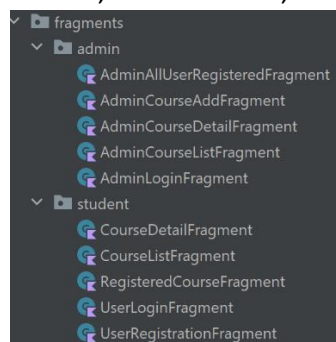 fragments
admin
AdminAllUserRegisteredFragment
AdminCourseAddFragment
AdminCourseDetailFragment
AdminCourseListFragment
AdminLoginFragment
student
CourseDetailFragment
CourseListFragment
RegisteredCourseFragment
UserLoginFragment
UserRegistrationFragment